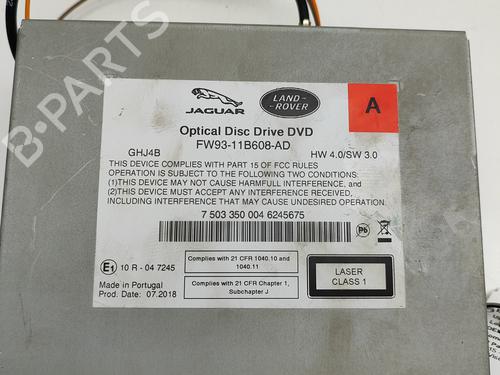 B-PARTS
JAGUAR
LAND-
ROVER
A
Optical Disc Drive DVD
FW93-11B608-AD
GHJ4B
HW 4.0/SW 3.0
THIS DEVICE COMPLIES WITH PART 15 OF FCC RULES
OPERATION IS SUBJECT TO THE FOLLOWING TWO CONDITIONS:
(1)THIS DEVICE MAY NOT CAUSE HARMFULL INTERFERENCE, and
(2)THIS DEVICE MUST ACCEPT ANY INTERFERENCE RECEIVED,
INCLUDING INTERFERENCE THAT MAY CAUSE UNDESIRED OPERATION.
7 503 350 004 6245675
Pb
E1 10 R - 04 7245
Complies with 21 CFR 1040.10 and
1040.11
Made in Portugal
Prod. Date: 07.2018
Complies with 21 CFR Chapter 1,
Subchapter J
LASER
CLASS 1